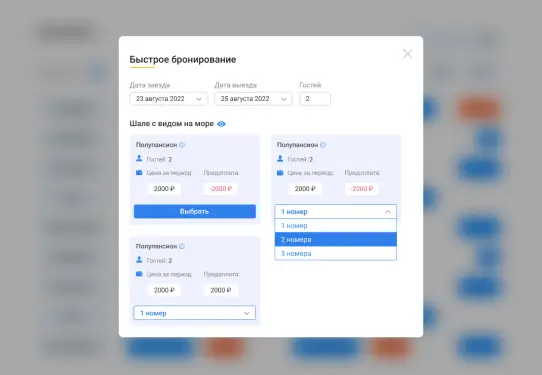 Быстрое бронирование
Дата заезда
Дата выезда
Гостей
23 августа 2022
25 августа 2022
2
Шале с видом на море
Полупансион
Гостей: 2
Цена за период:
Предоплата:
2000 ₽
-2000 ₽
Выбрать
Полупансион
Гостей: 2
Цена за период:
Предоплата:
2000 ₽
-2000 ₽
1 номер
1 номер
2 номера
3 номера
Полупансион
Гостей: 2
Цена за период:
Предоплата:
2000 ₽
2000 ₽
1 номер